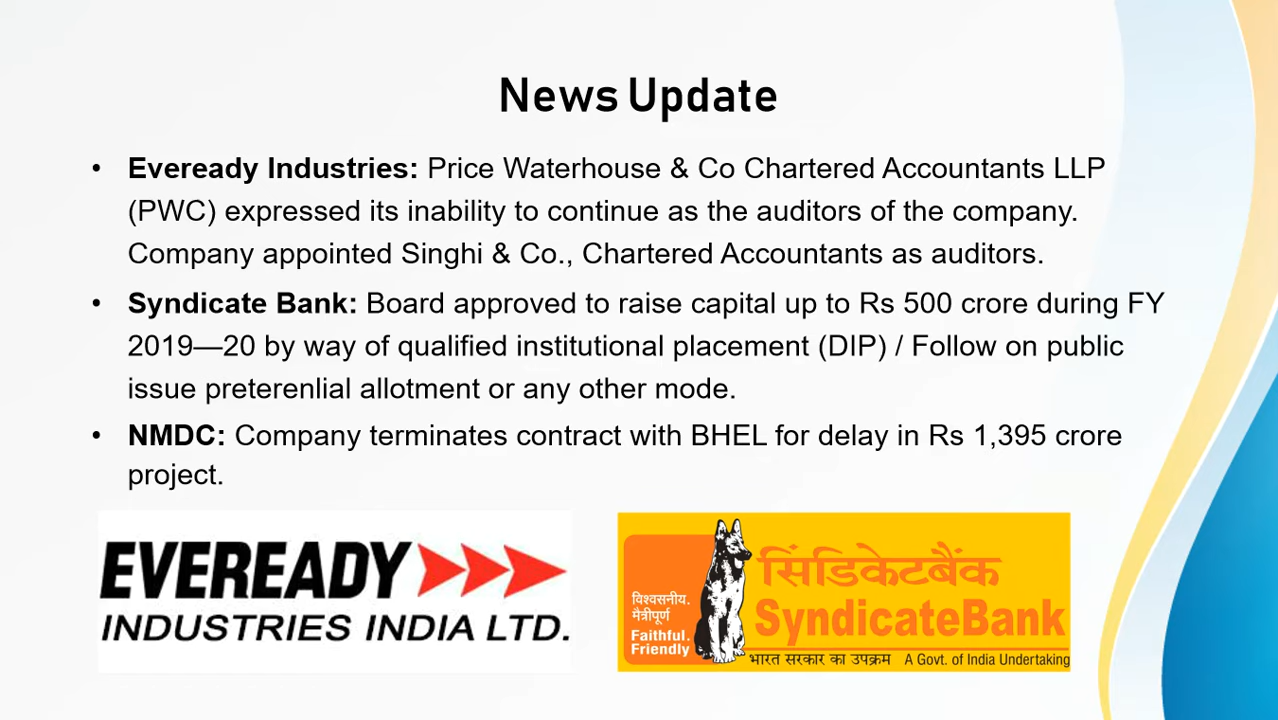 News Update
• Eveready Industries: Price Waterhouse & Co Chartered Accountants LLP
(PWC) expressed its inability to continue as the auditors of the company.
Company appointed Singhi & Co., Chartered Accountants as auditors.
• Syndicate Bank: Board approved to raise capital up to Rs 500 crore during FY
2019—20 by way of qualified institutional placement (DIP) / Follow on public
issue preterenlial allotment or any other mode.
• NMDC: Company terminates contract with BHEL for delay in Rs 1,395 crore
project.
EVEREADY
INDUSTRIES INDIA LTD.
विश्वसनीय.
मैत्रीपूर्ण
Faithful.
Friendly
सिंडिकेटबैंक
SyndicateBank
भारत सरकार का उपक्रम A Govt. of India Undertaking